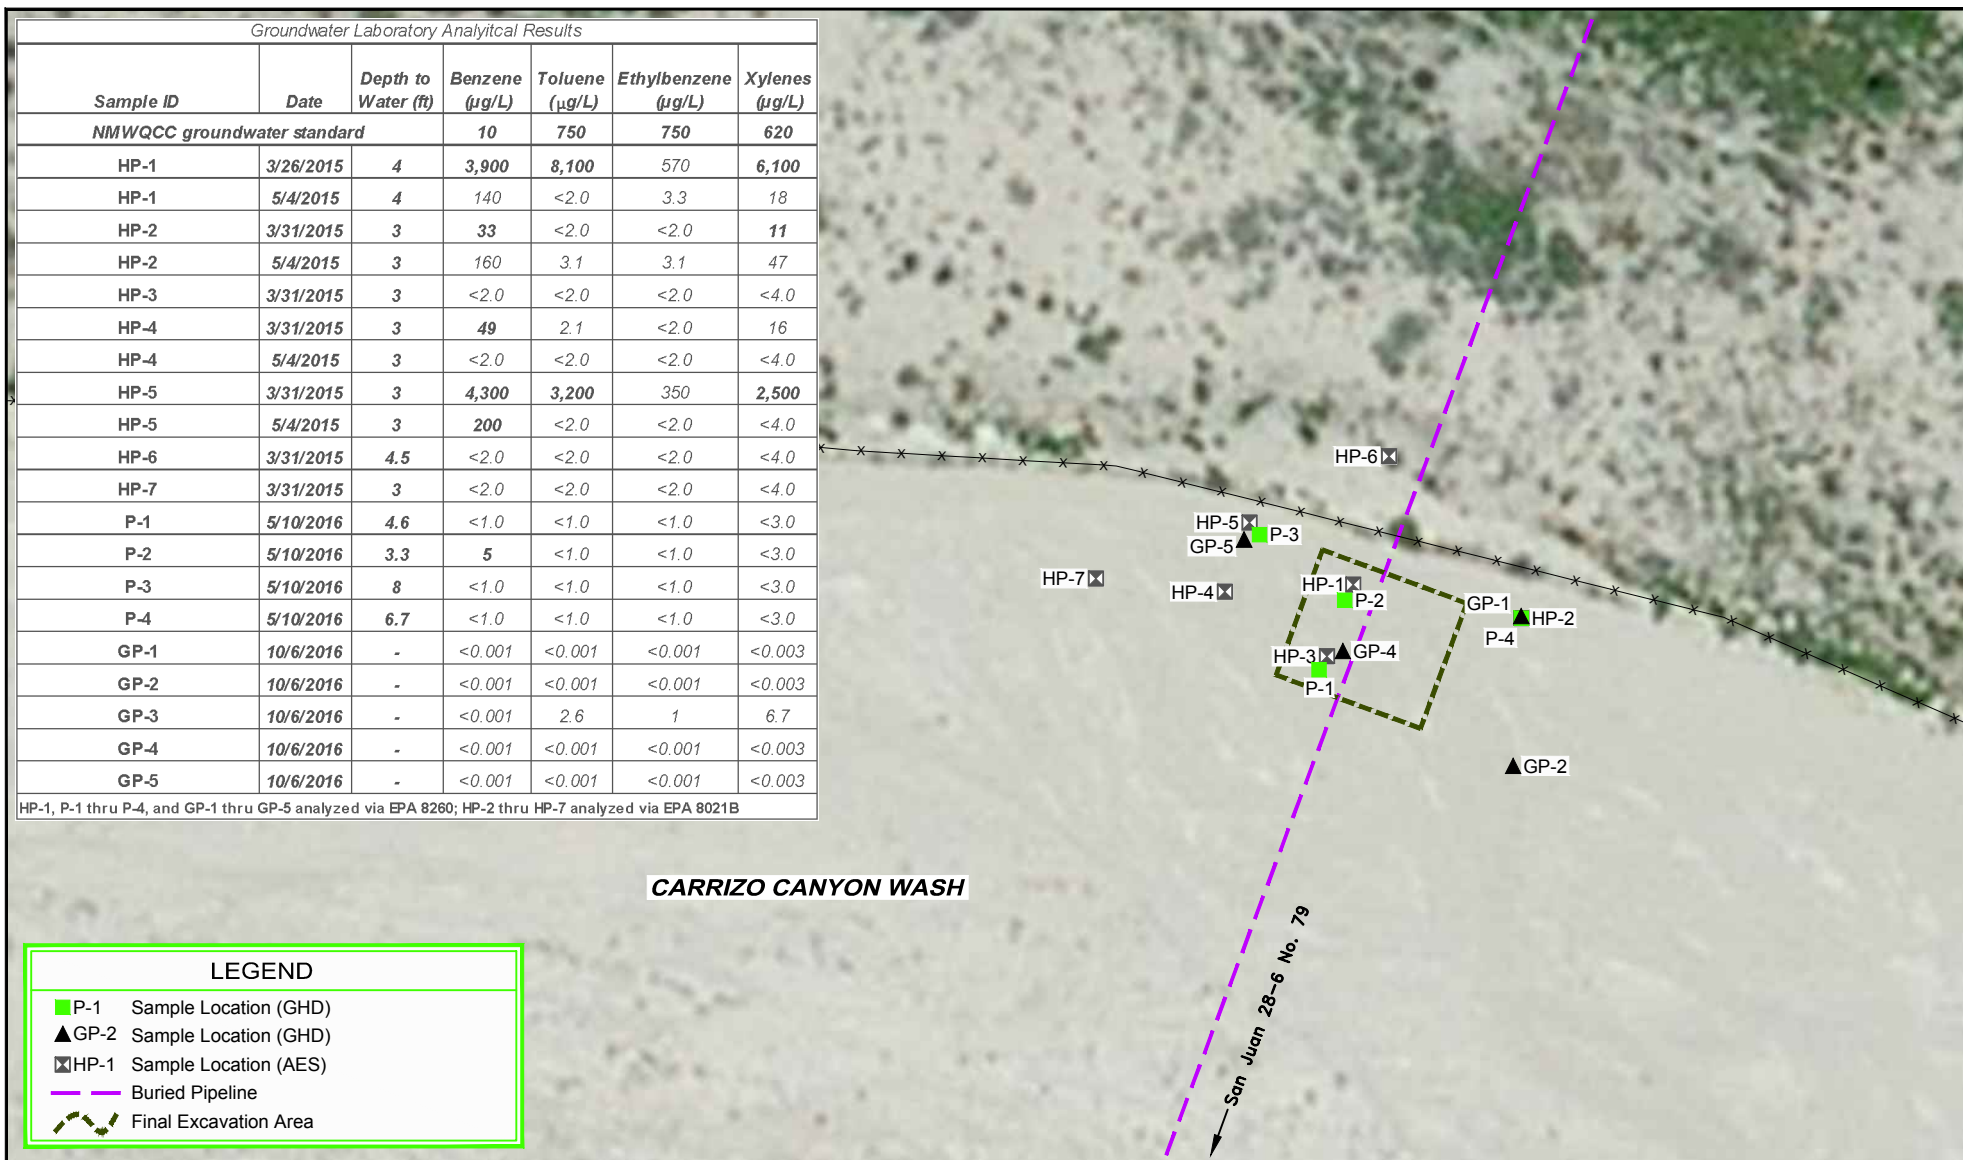 Groundwater Laboratory Analyitcal Results
Sample ID Date Depth to Water (ft) Benzene (µg/L) Toluene (µg/L) Ethylbenzene (µg/L) Xylenes (µg/L)
NMWQCC groundwater standard 10 750 750 620
HP-1 3/26/2015 4 3,900 8,100 570 6,100
HP-1 5/4/2015 4 140 <2.0 3.3 18
HP-2 3/31/2015 3 33 <2.0 <2.0 11
HP-2 5/4/2015 3 160 3.1 3.1 47
HP-3 3/31/2015 3 <2.0 <2.0 <2.0 <4.0
HP-4 3/31/2015 3 49 2.1 <2.0 16
HP-4 5/4/2015 3 <2.0 <2.0 <2.0 <4.0
HP-5 3/31/2015 3 4,300 3,200 350 2,500
HP-5 5/4/2015 3 200 <2.0 <2.0 <4.0
HP-6 3/31/2015 4.5 <2.0 <2.0 <2.0 <4.0
HP-7 3/31/2015 3 <2.0 <2.0 <2.0 <4.0
P-1 5/10/2016 4.6 <1.0 <1.0 <1.0 <3.0
P-2 5/10/2016 3.3 5 <1.0 <1.0 <3.0
P-3 5/10/2016 8 <1.0 <1.0 <1.0 <3.0
P-4 5/10/2016 6.7 <1.0 <1.0 <1.0 <3.0
GP-1 10/6/2016 - <0.001 <0.001 <0.001 <0.003
GP-2 10/6/2016 - <0.001 <0.001 <0.001 <0.003
GP-3 10/6/2016 - <0.001 2.6 1 6.7
GP-4 10/6/2016 - <0.001 <0.001 <0.001 <0.003
GP-5 10/6/2016 - <0.001 <0.001 <0.001 <0.003
HP-1, P-1 thru P-4, and GP-1 thru GP-5 analyzed via EPA 8260; HP-2 thru HP-7 analyzed via EPA 8021B
HP-6
HP-5
P-3
GP-5
HP-7
HP-4
HP-1
P-2
GP-1
HP-2
P-4
HP-3
GP-4
P-1
GP-2
CARRIZO CANYON WASH
San Juan 28-6 No. 79
LEGEND
P-1 Sample Location (GHD)
GP-2 Sample Location (GHD)
HP-1 Sample Location (AES)
Buried Pipeline
Final Excavation Area